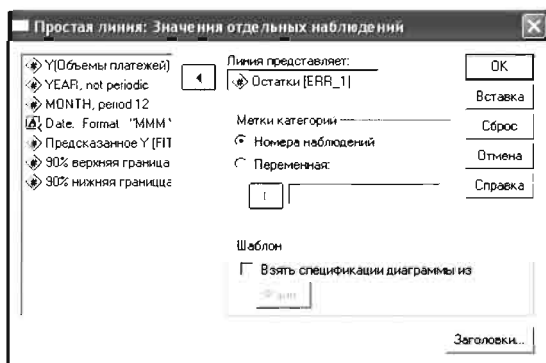 Простая линия: Значения отдельных наблюдений
Y(Объемы платежей)
YEAR, not periodic
MONTH, period 12
Date. Format "MMM
Предсказанное Y [FIT
90% верхняя граница
90% нижняя границца
Линия представляет:
Остатки [ERR_1]
Метки категорий
Номера наблюдений
Переменная:
Шаблон
Взять спецификации диаграммы из
OK
Вставка
Сброс
Отмена
Справка
Заголовки...